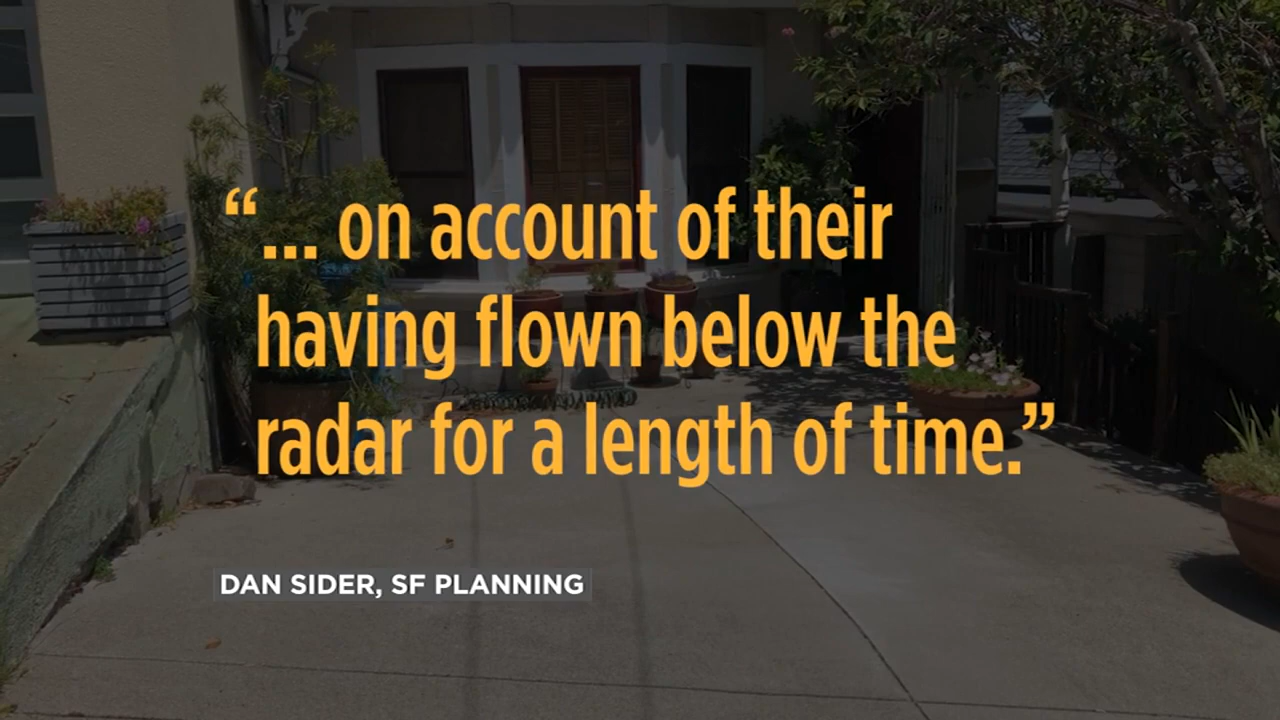 “... on account of their
having flown below the
radar for a length of time.”
DAN SIDER, SF PLANNING